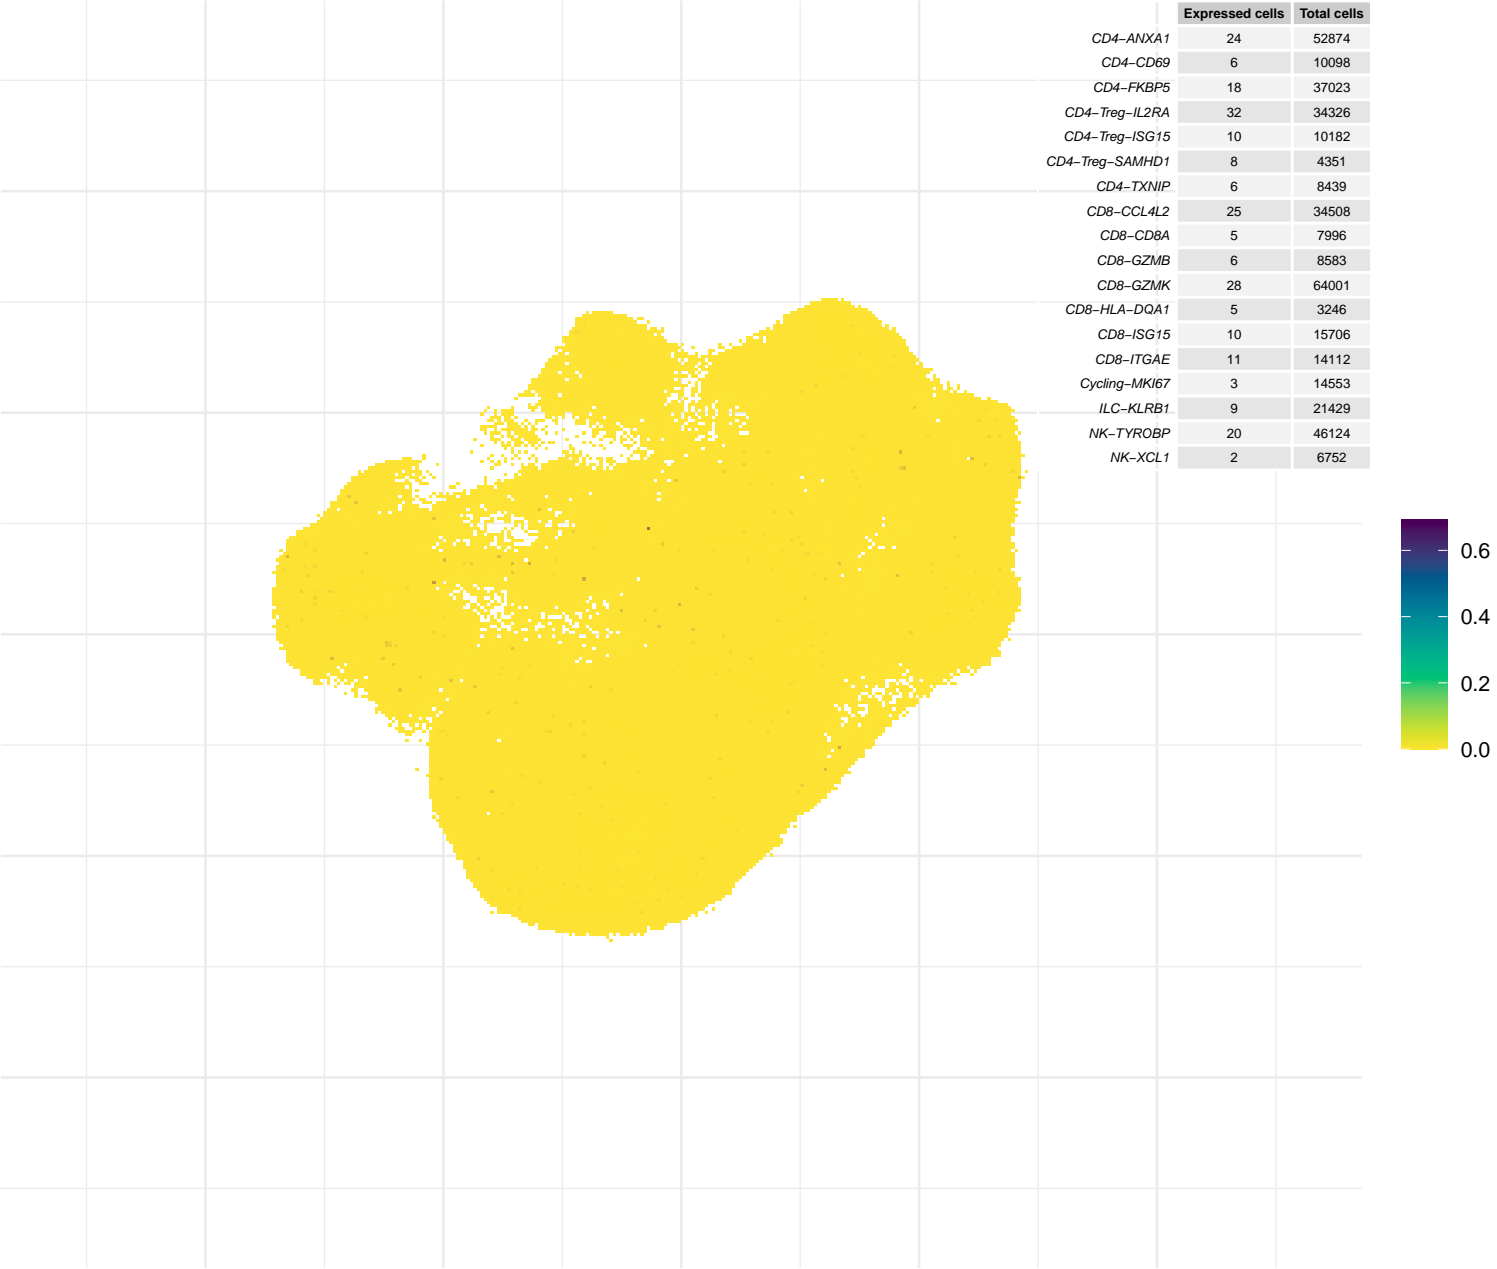 Expressed cells Total cells
CD4−ANXA1 24 52874
CD4−CD69 6 10098
CD4−FKBP5 18 37023
CD4−Treg−IL2RA 32 34326
CD4−Treg−ISG15 10 10182
CD4−Treg−SAMHD1 8 4351
CD4−TXNIP 6 8439
CD8−CCL4L2 25 34508
CD8−CD8A 5 7996
CD8−GZMB 6 8583
CD8−GZMK 28 64001
CD8−HLA−DQA1 5 3246
CD8−ISG15 10 15706
CD8−ITGAE 11 14112
Cycling−MKI67 3 14553
ILC−KLRB1 9 21429
NK−TYROBP 20 46124
NK−XCL1 2 6752
0.6
0.4
0.2
0.0